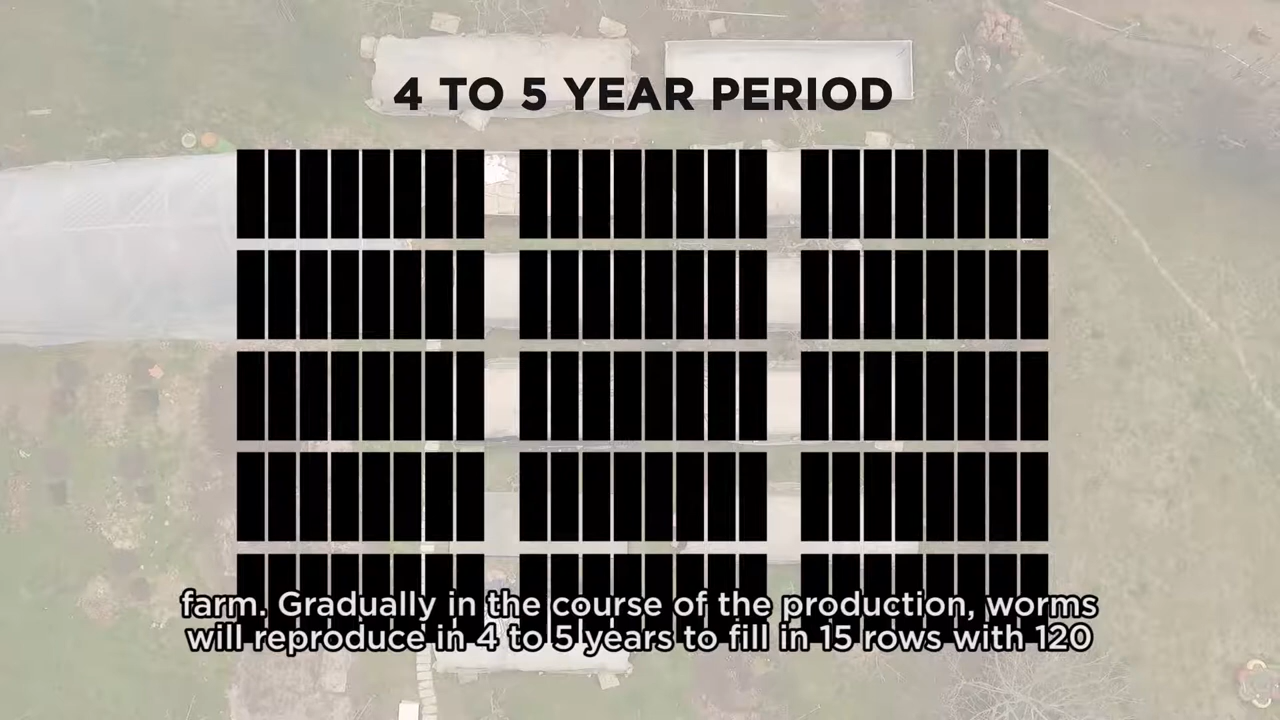 4 TO 5 YEAR PERIOD
farm. Gradually in the course of the production, worms
will reproduce in 4 to 5 years to fill in 15 rows with 120